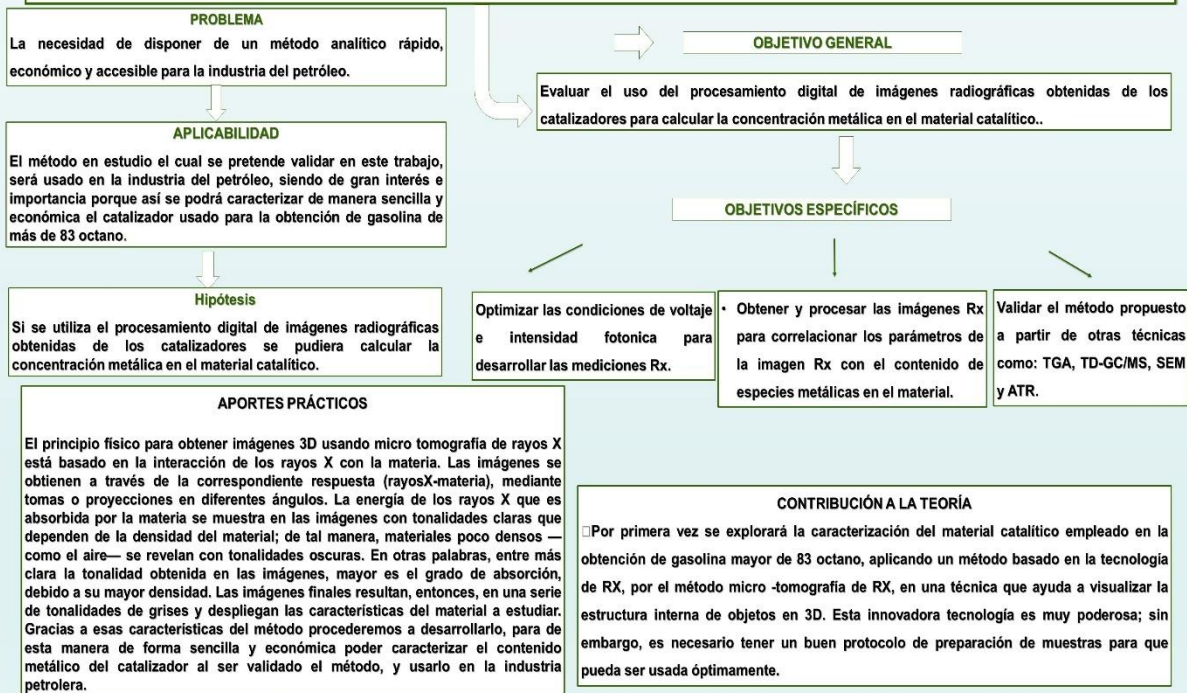 PROBLEMA
La necesidad de disponer de un método analítico rápido,
económico y accesible para la industria del petróleo.
APLICABILIDAD
El método en estudio el cual se pretende validar en este trabajo,
será usado en la industria del petróleo, siendo de gran interés e
importancia porque así se podrá caracterizar de manera sencilla y
económica el catalizador usado para la obtención de gasolina de
más de 83 octano.
Hipótesis
Si se utiliza el procesamiento digital de imágenes radiográficas
obtenidas de los catalizadores se pudiera calcular la
concentración metálica en el material catalítico.
OBJETIVO GENERAL
Evaluar el uso del procesamiento digital de imágenes radiográficas obtenidas de los
catalizadores para calcular la concentración metálica en el material catalítico..
OBJETIVOS ESPECÍFICOS
Optimizar las condiciones de voltaje
e intensidad fotonica para
desarrollar las mediciones Rx.
• Obtener y procesar las imágenes Rx
para correlacionar los parámetros de
la imagen Rx con el contenido de
especies metálicas en el material.
Validar el método propuesto
a partir de otras técnicas
como: TGA, TD-GC/MS, SEM
y ATR.
APORTES PRÁCTICOS
El principio físico para obtener imágenes 3D usando micro tomografía de rayos X
está basado en la interacción de los rayos X con la materia. Las imágenes se
obtienen a través de la correspondiente respuesta (rayosX-materia), mediante
tomas o proyecciones en diferentes ángulos. La energía de los rayos X que es
absorbida por la materia se muestra en las imágenes con tonalidades claras que
dependen de la densidad del material; de tal manera, materiales poco densos —
como el aire— se revelan con tonalidades oscuras. En otras palabras, entre más
clara la tonalidad obtenida en las imágenes, mayor es el grado de absorción,
debido a su mayor densidad. Las imágenes finales resultan, entonces, en una serie
de tonalidades de grises y despliegan las características del material a estudiar.
Gracias a esas características del método procederemos a desarrollarlo, para de
esta manera de forma sencilla y económica poder caracterizar el contenido
metálico del catalizador al ser validado el método, y usarlo en la industria
petrolera.
CONTRIBUCIÓN A LA TEORÍA
□Por primera vez se explorará la caracterización del material catalítico empleado en la
obtención de gasolina mayor de 83 octano, aplicando un método basado en la tecnología
de RX, por el método micro -tomografía de RX, en una técnica que ayuda a visualizar la
estructura interna de objetos en 3D. Esta innovadora tecnología es muy poderosa; sin
embargo, es necesario tener un buen protocolo de preparación de muestras para que
pueda ser usada óptimamente.